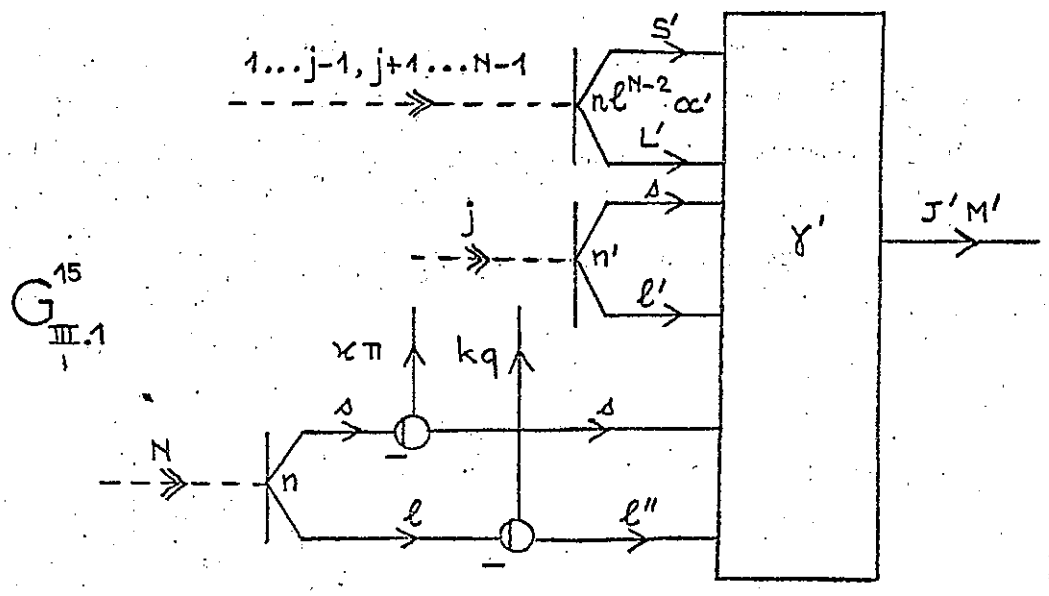 S'
1...j-1, j+1...N-1
nℓ^{N-2} α'
L'
s
j
J' M'
γ'
n'
G^{15}_{III.1}
ℓ'
ϰπ
kq
s
s
N
n
−
ℓ
ℓ''
−